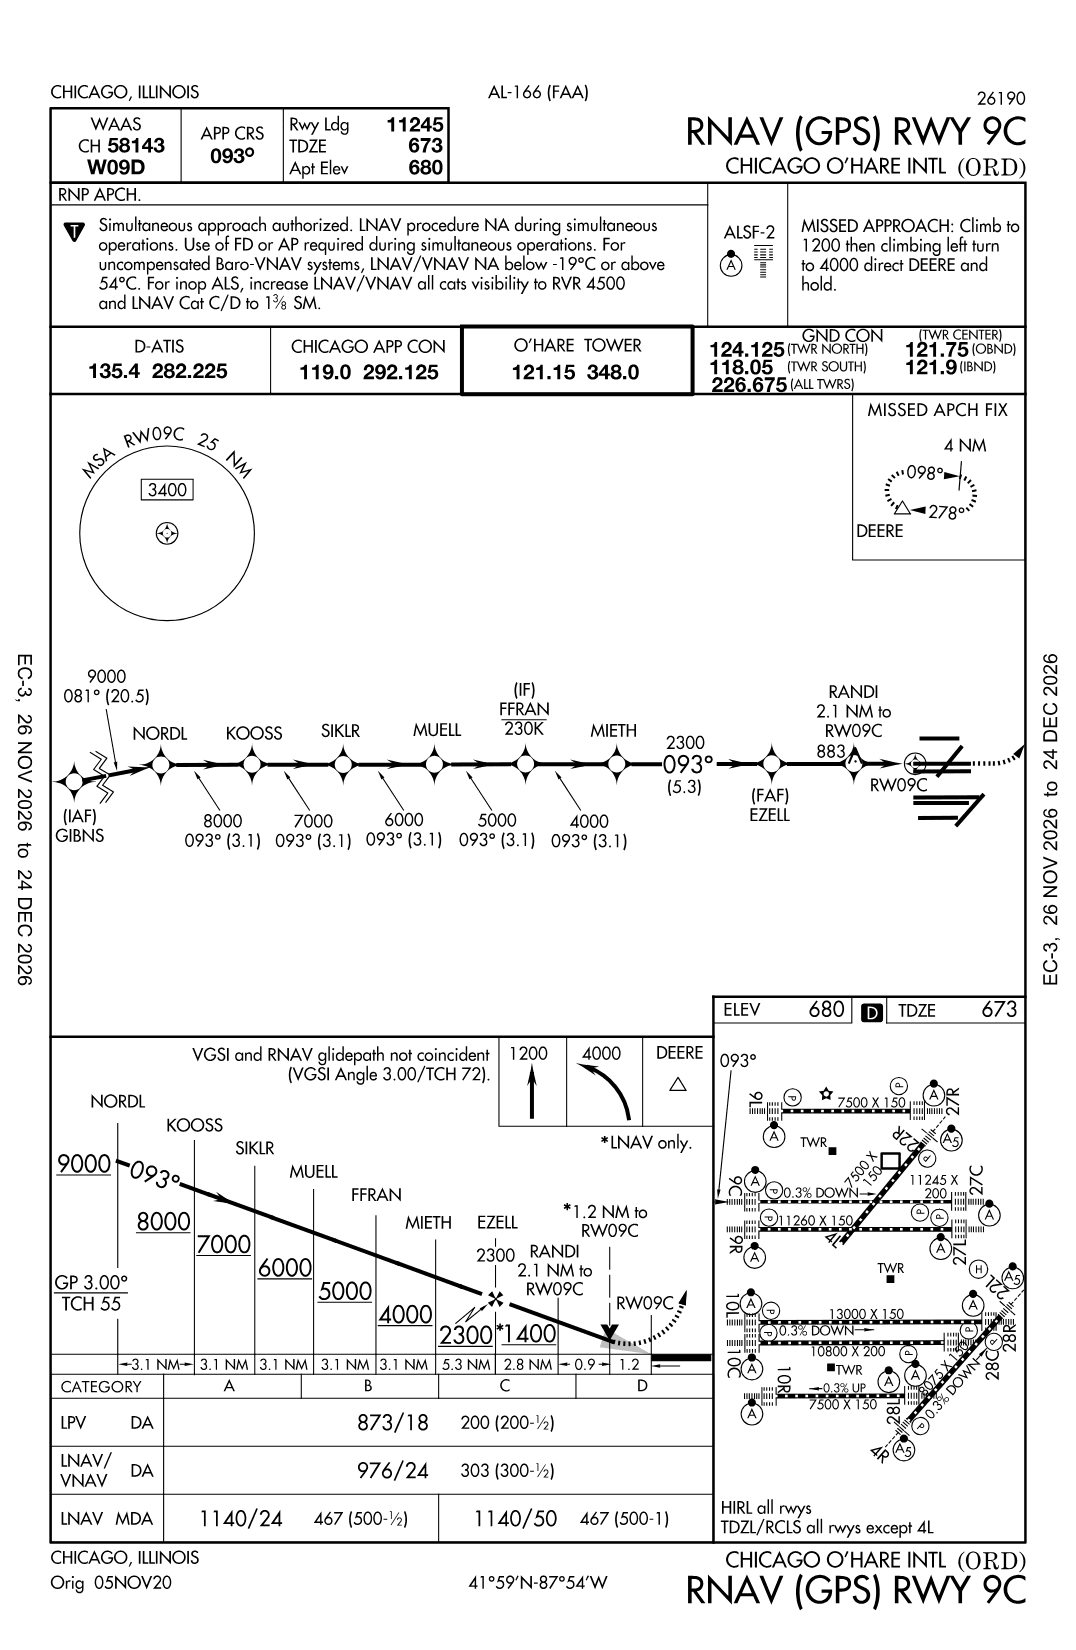 CHICAGO, ILLINOIS
AL-166 (FAA)
26190
WAAS
CH 58143
W09D
APP CRS
093°
Rwy Ldg 11245
TDZE 673
Apt Elev 680
RNAV (GPS) RWY 9C
CHICAGO O'HARE INTL (ORD)
RNP APCH.
T
Simultaneous approach authorized. LNAV procedure NA during simultaneous
operations. Use of FD or AP required during simultaneous operations. For
uncompensated Baro-VNAV systems, LNAV/VNAV NA below -19°C or above
54°C. For inop ALS, increase LNAV/VNAV all cats visibility to RVR 4500
and LNAV Cat C/D to 1⅜ SM.
ALSF-2
A
MISSED APPROACH: Climb to
1200 then climbing left turn
to 4000 direct DEERE and
hold.
D-ATIS
135.4 282.225
CHICAGO APP CON
119.0 292.125
O'HARE TOWER
121.15 348.0
GND CON
124.125 (TWR NORTH)
118.05 (TWR SOUTH)
226.675 (ALL TWRS)
(TWR CENTER)
121.75 (OBND)
121.9 (IBND)
MSA RW09C 25 NM
3400
MISSED APCH FIX
4 NM
098°
278°
DEERE
EC-3, 26 NOV 2026 to 24 DEC 2026
EC-3, 26 NOV 2026 to 24 DEC 2026
9000
081° (20.5)
(IAF)
GIBNS
NORDL
KOOSS
SIKLR
MUELL
(IF)
FFRAN
230K
MIETH
2300
093°
(5.3)
(FAF)
EZELL
RANDI
2.1 NM to
RW09C
883
RW09C
8000
093° (3.1)
7000
093° (3.1)
6000
093° (3.1)
5000
093° (3.1)
4000
093° (3.1)
VGSI and RNAV glidepath not coincident
(VGSI Angle 3.00/TCH 72).
1200
4000
DEERE
*LNAV only.
NORDL
KOOSS
SIKLR
MUELL
FFRAN
MIETH
EZELL
2300
RANDI
2.1 NM to
RW09C
*1.2 NM to
RW09C
RW09C
9000
093°
8000
7000
6000
5000
4000
2300
*1400
GP 3.00°
TCH 55
3.1 NM
3.1 NM
3.1 NM
3.1 NM
3.1 NM
5.3 NM
2.8 NM
0.9
1.2
CATEGORY A B C D
LPV DA 873/18 200 (200-½)
LNAV/
VNAV DA 976/24 303 (300-½)
LNAV MDA 1140/24 467 (500-½) 1140/50 467 (500-1)
ELEV 680 D TDZE 673
093°
9L
7500 X 150
27R
TWR
22R
7500 X
150
9C
0.3% DOWN
11245 X
200
27C
9R
11260 X 150
4L
27L
TWR
H
22L
10L
13000 X 150
28R
0.3% DOWN
10C
10800 X 200
28C
TWR
8075 X 150
0.3% DOWN
10R
0.3% UP
7500 X 150
28L
4R
HIRL all rwys
TDZL/RCLS all rwys except 4L
CHICAGO, ILLINOIS
Orig 05NOV20
41°59'N-87°54'W
CHICAGO O'HARE INTL (ORD)
RNAV (GPS) RWY 9C